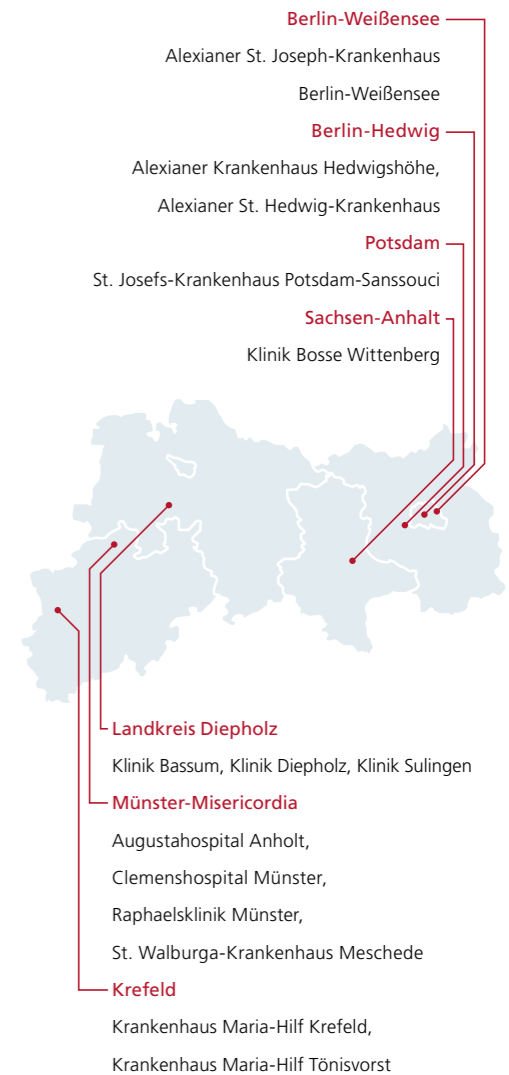 Berlin-Weißensee
Alexianer St. Joseph-Krankenhaus
Berlin-Weißensee
Berlin-Hedwig
Alexianer Krankenhaus Hedwigshöhe,
Alexianer St. Hedwig-Krankenhaus
Potsdam
St. Josefs-Krankenhaus Potsdam-Sanssouci
Sachsen-Anhalt
Klinik Bosse Wittenberg
Landkreis Diepholz
Klinik Bassum, Klinik Diepholz, Klinik Sulingen
Münster-Misericordia
Augustahospital Anholt,
Clemenshospital Münster,
Raphaelsklinik Münster,
St. Walburga-Krankenhaus Meschede
Krefeld
Krankenhaus Maria-Hilf Krefeld,
Krankenhaus Maria-Hilf Tönisvorst